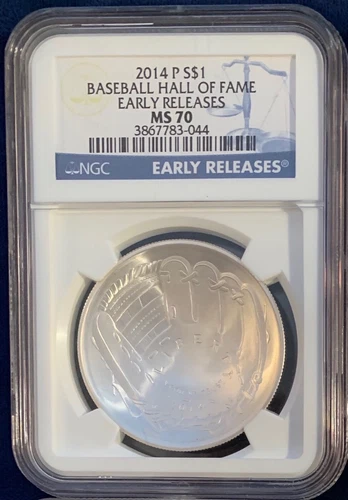 2014 P S$1
BASEBALL HALL OF FAME
EARLY RELEASES
MS 70
3867783-044
NGC
EARLY RELEASES®